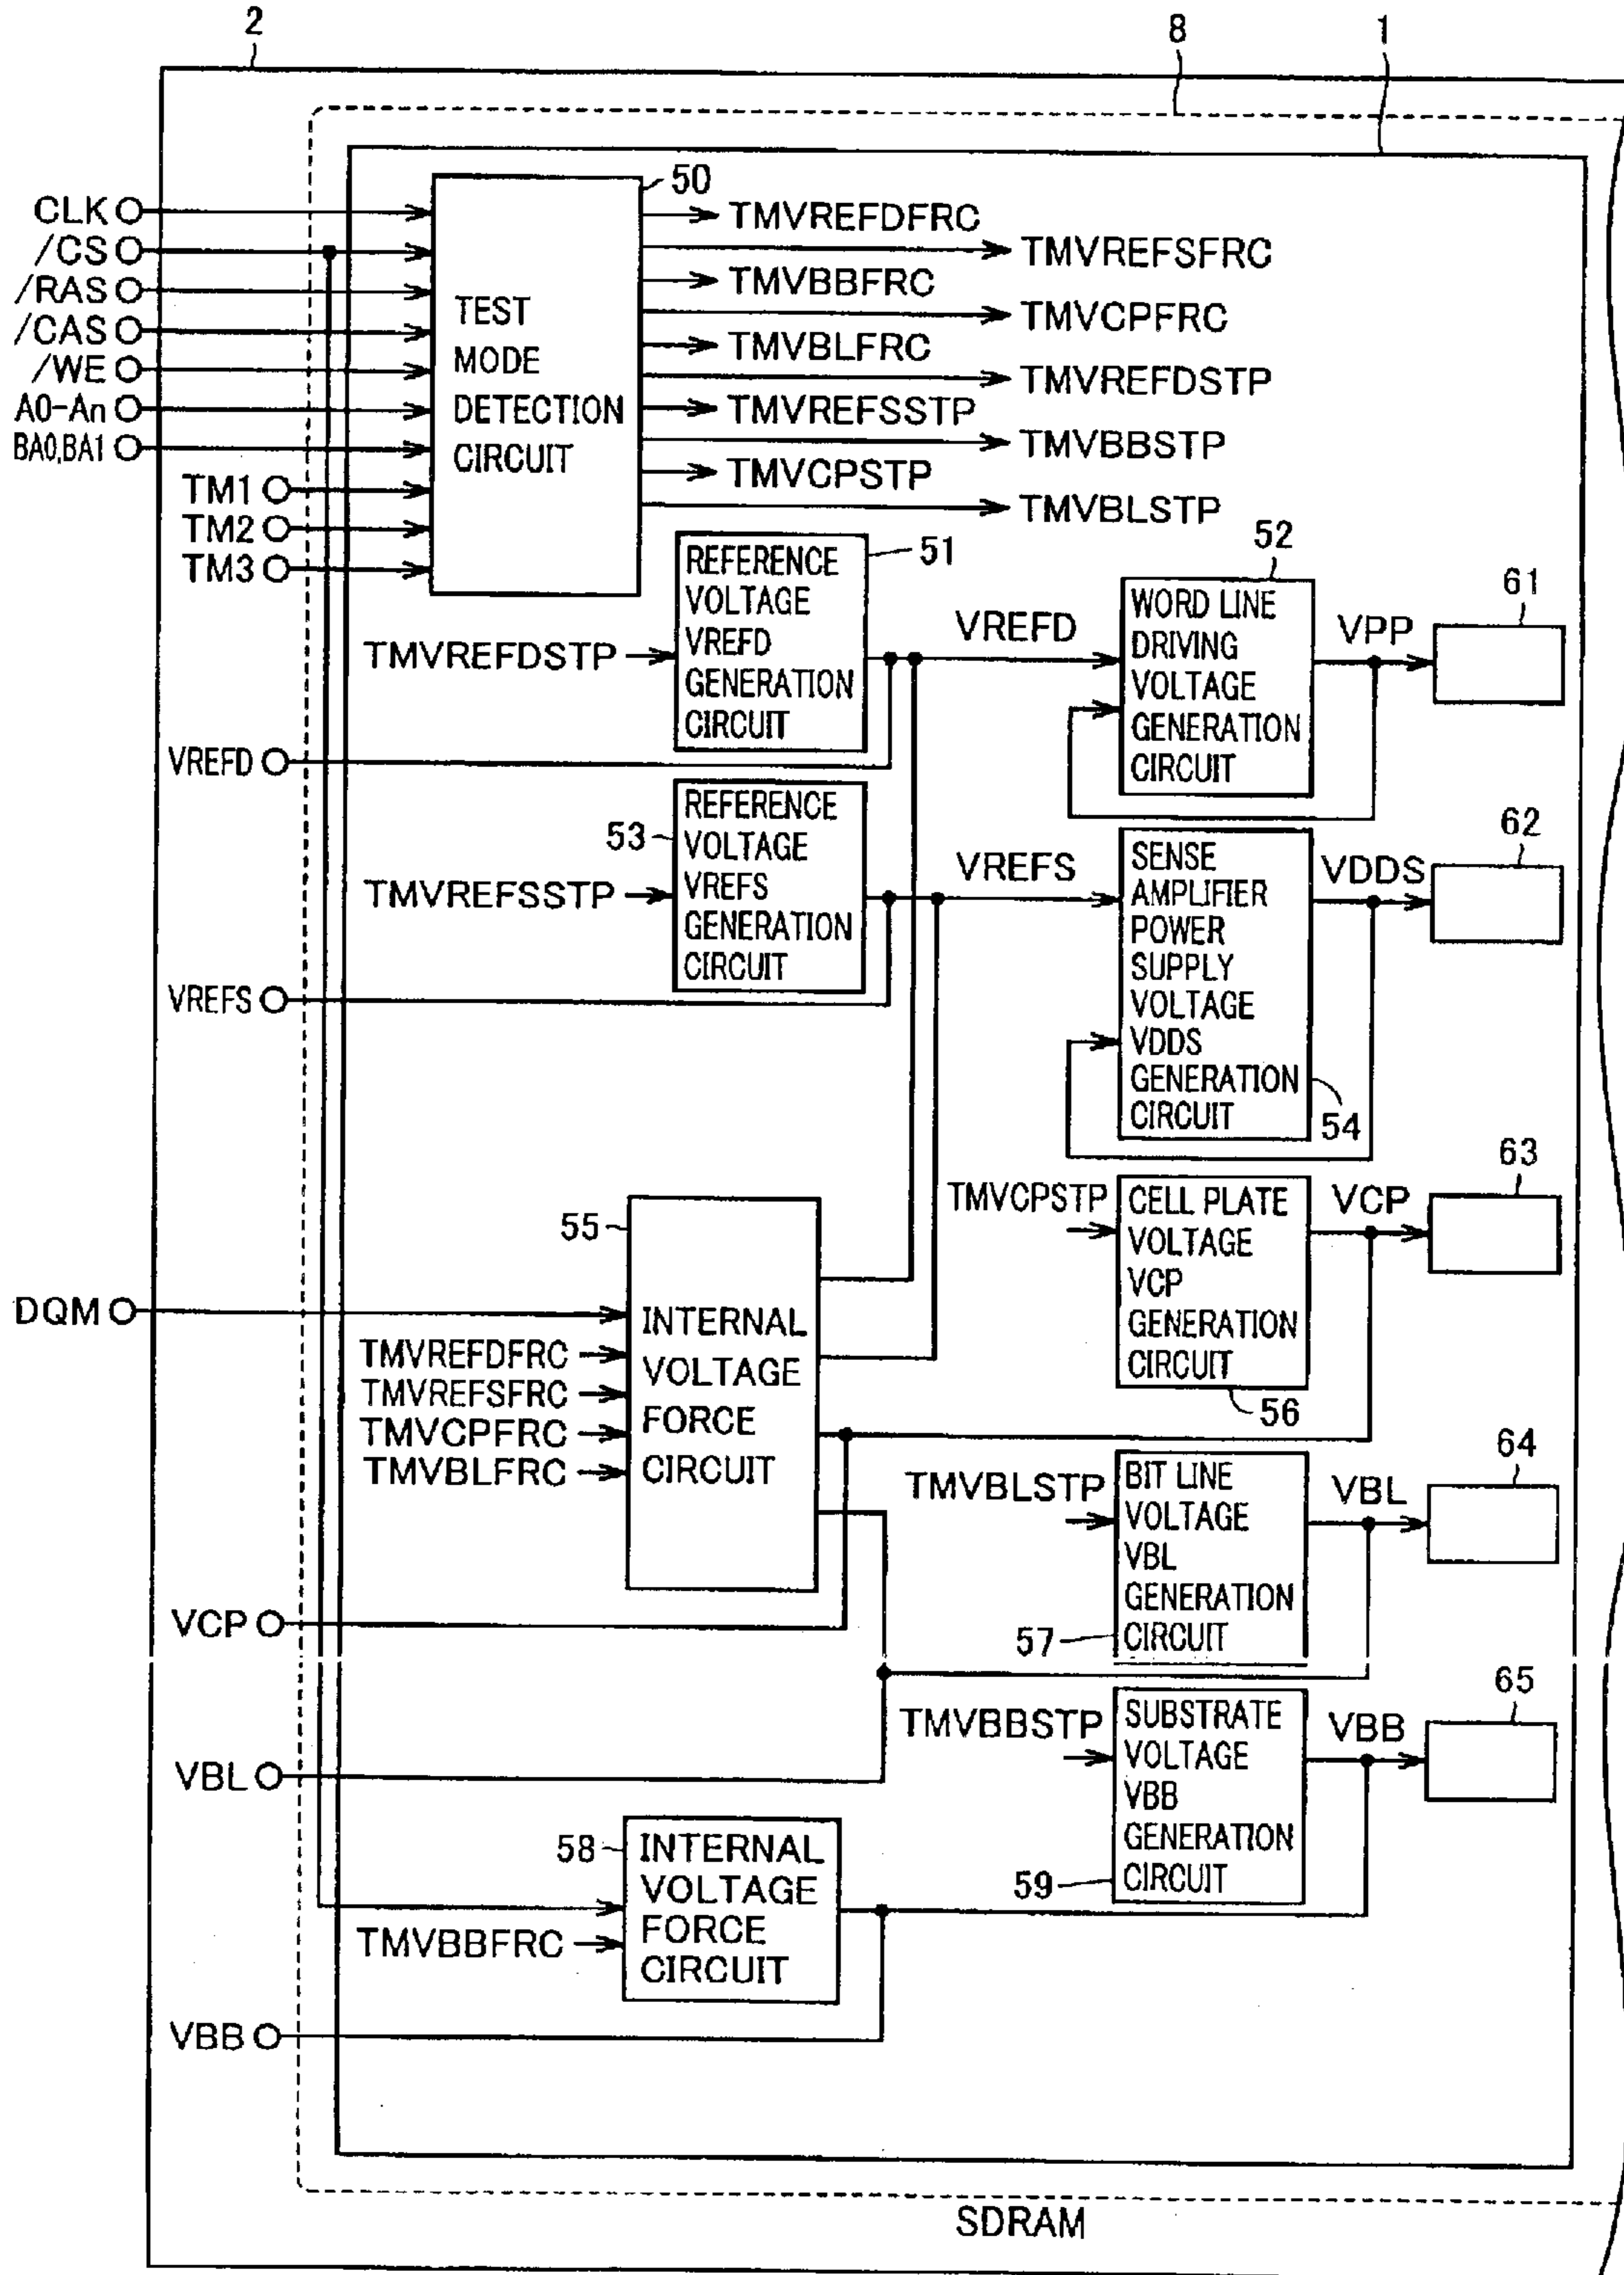 2
8
1
CLK
/CS
/RAS
/CAS
/WE
A0-An
BA0,BA1
TM1
TM2
TM3
50
TEST
MODE
DETECTION
CIRCUIT
TMVREFDFRC
TMVREFSFRC
TMVBBFRC
TMVCPFRC
TMVBLFRC
TMVREFDSTP
TMVREFSSTP
TMVBBSTP
TMVCPSTP
TMVBLSTP
TMVREFDSTP
51
REFERENCE
VOLTAGE
VREFD
GENERATION
CIRCUIT
VREFD
52
WORD LINE
DRIVING
VOLTAGE
GENERATION
CIRCUIT
VPP
61
VREFD
53
REFERENCE
VOLTAGE
VREFS
GENERATION
CIRCUIT
TMVREFSSTP
VREFS
SENSE
AMPLIFIER
POWER
SUPPLY
VOLTAGE
VDDS
GENERATION
CIRCUIT
54
VDDS
62
VREFS
55
INTERNAL
VOLTAGE
FORCE
CIRCUIT
DQM
TMVREFDFRC
TMVREFSFRC
TMVCPFRC
TMVBLFRC
TMVCPSTP
CELL PLATE
VOLTAGE
VCP
GENERATION
CIRCUIT
56
VCP
63
TMVBLSTP
BIT LINE
VOLTAGE
VBL
GENERATION
CIRCUIT
57
VBL
64
VCP
VBL
TMVBBSTP
SUBSTRATE
VOLTAGE
VBB
GENERATION
CIRCUIT
59
VBB
65
58
INTERNAL
VOLTAGE
FORCE
CIRCUIT
TMVBBFRC
VBB
SDRAM